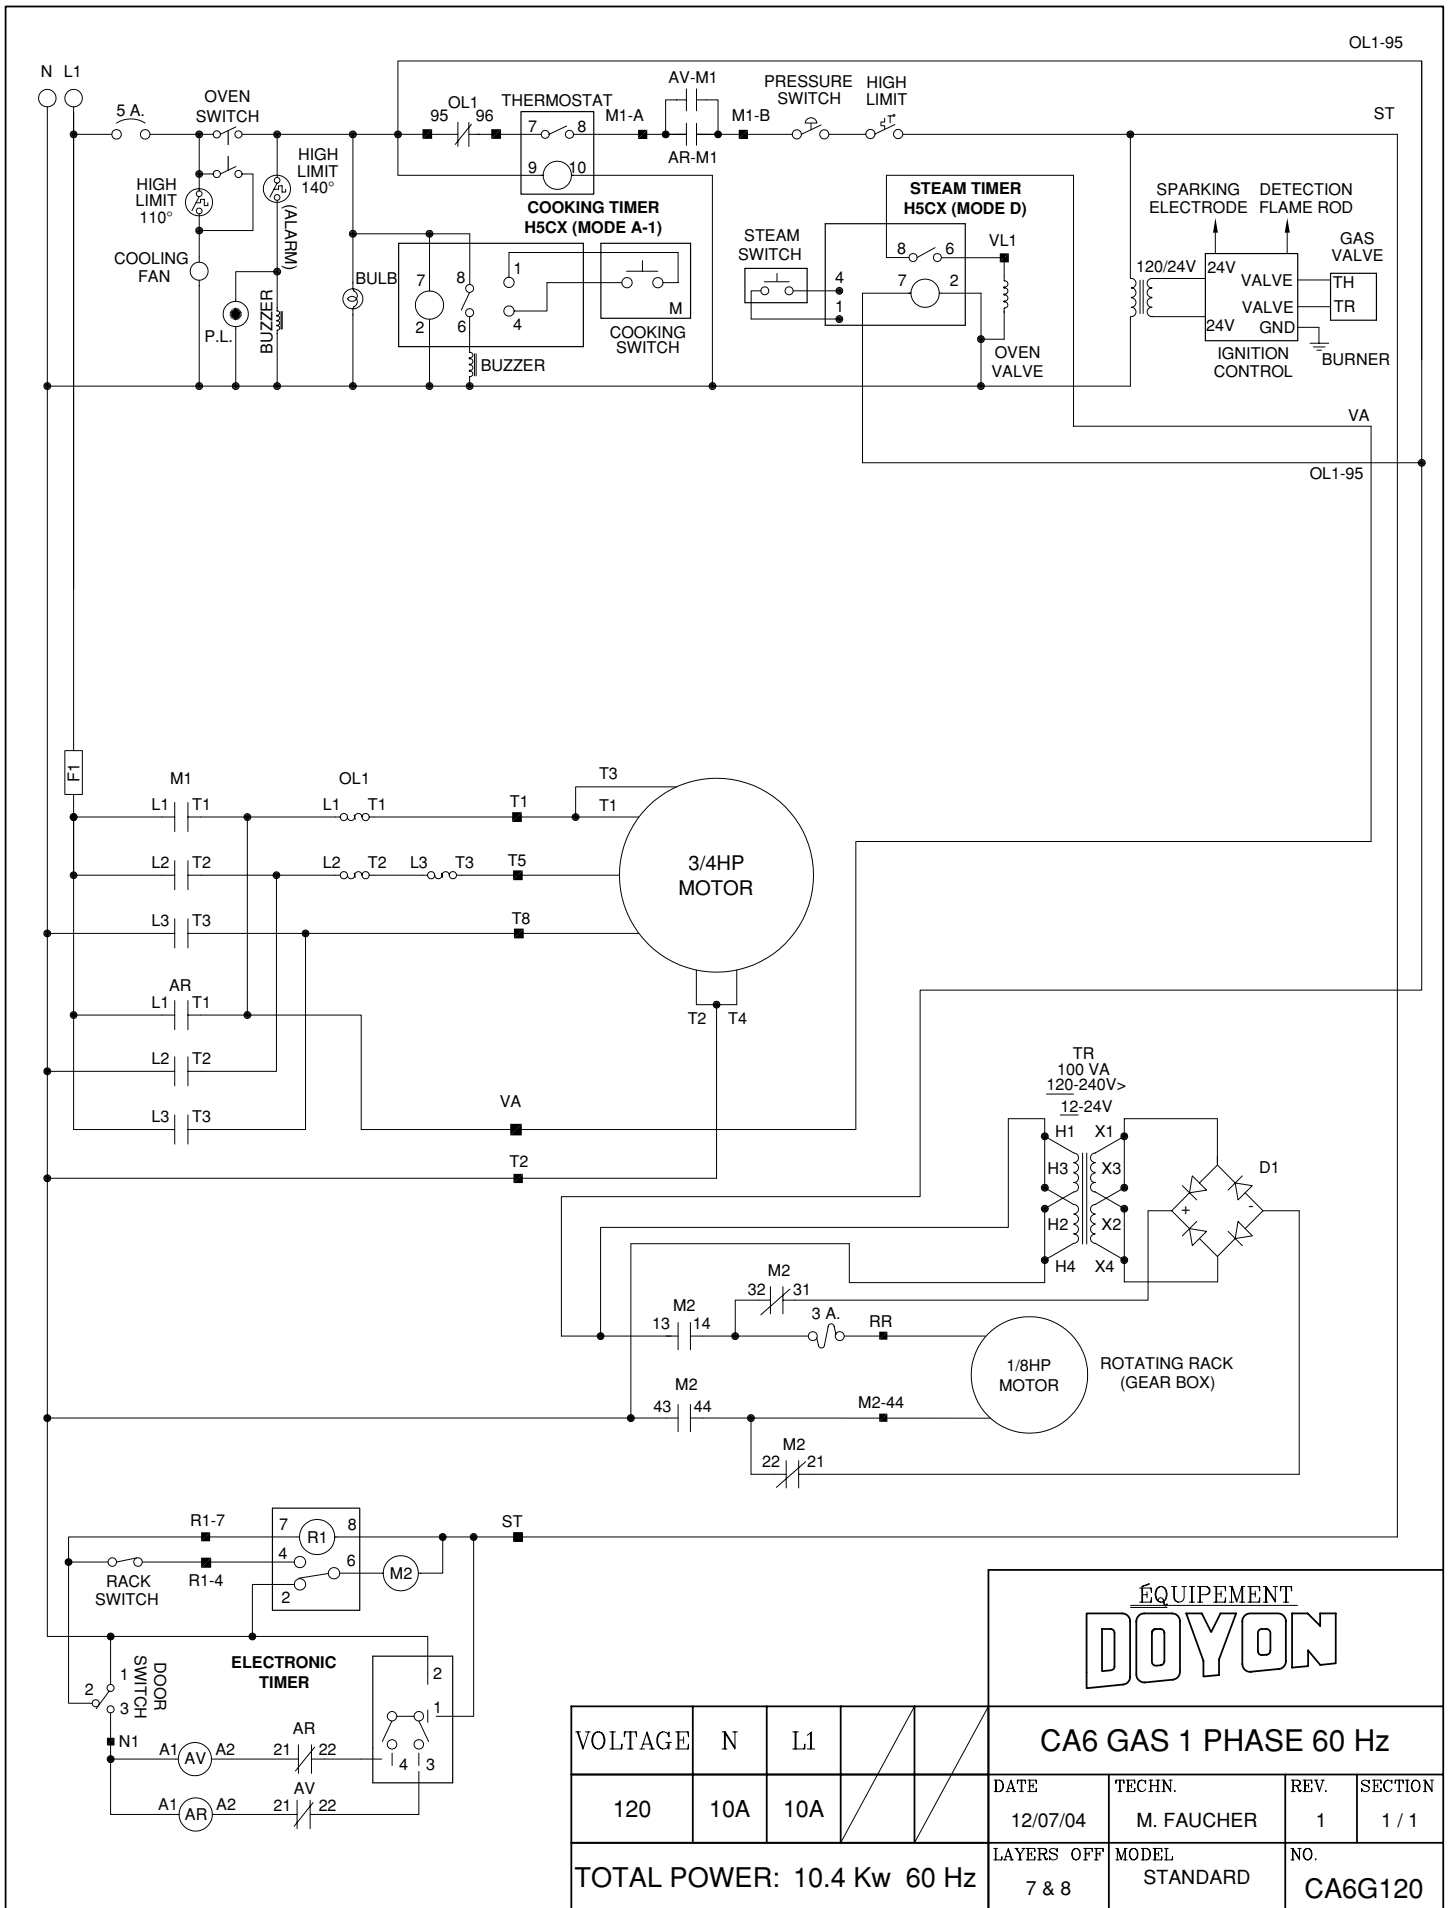 OL1-95
N L1
5 A.
OVEN
SWITCH
95 OL1 96
THERMOSTAT
7 8
9 10
M1-A
AV-M1
AR-M1
M1-B
PRESSURE
SWITCH
HIGH
LIMIT
ST
HIGH
LIMIT
110°
HIGH
LIMIT
140°
(ALARM)
COOLING
FAN
P.L.
BUZZER
BULB
COOKING TIMER
H5CX (MODE A-1)
7
2
8
6
1
4
M
COOKING
SWITCH
BUZZER
STEAM TIMER
H5CX (MODE D)
STEAM
SWITCH
4
1
8 6
7 2
VL1
OVEN
VALVE
SPARKING
ELECTRODE
DETECTION
FLAME ROD
GAS
VALVE
120/24V
24V
VALVE
TH
VALVE
TR
24V
GND
IGNITION
CONTROL
BURNER
VA
OL1-95
F1
M1
L1 T1
L2 T2
L3 T3
AR
L1 T1
L2 T2
L3 T3
OL1
L1 T1
L2 T2
L3 T3
T1
T5
T8
T3
T1
3/4HP
MOTOR
T2 T4
VA
T2
TR
100 VA
120-240V>
12-24V
H1 X1
H3 X3
H2 X2
H4 X4
D1
+ -
M2
32 31
M2
13 14
3 A.
RR
1/8HP
MOTOR
ROTATING RACK
(GEAR BOX)
M2
43 44
M2-44
M2
22 21
R1-7
7 R1 8
ST
4
6
2
M2
RACK
SWITCH
R1-4
DOOR
SWITCH
1
2
3
N1
ELECTRONIC
TIMER
2
1
4 3
A1 AV A2
AR
21 22
A1 AR A2
AV
21 22
ÉQUIPEMENT
DOYON
VOLTAGE N L1
120 10A 10A
TOTAL POWER: 10.4 Kw 60 Hz
CA6 GAS 1 PHASE 60 Hz
DATE TECHN. REV. SECTION
12/07/04 M. FAUCHER 1 1 / 1
LAYERS OFF MODEL NO.
7 & 8 STANDARD CA6G120